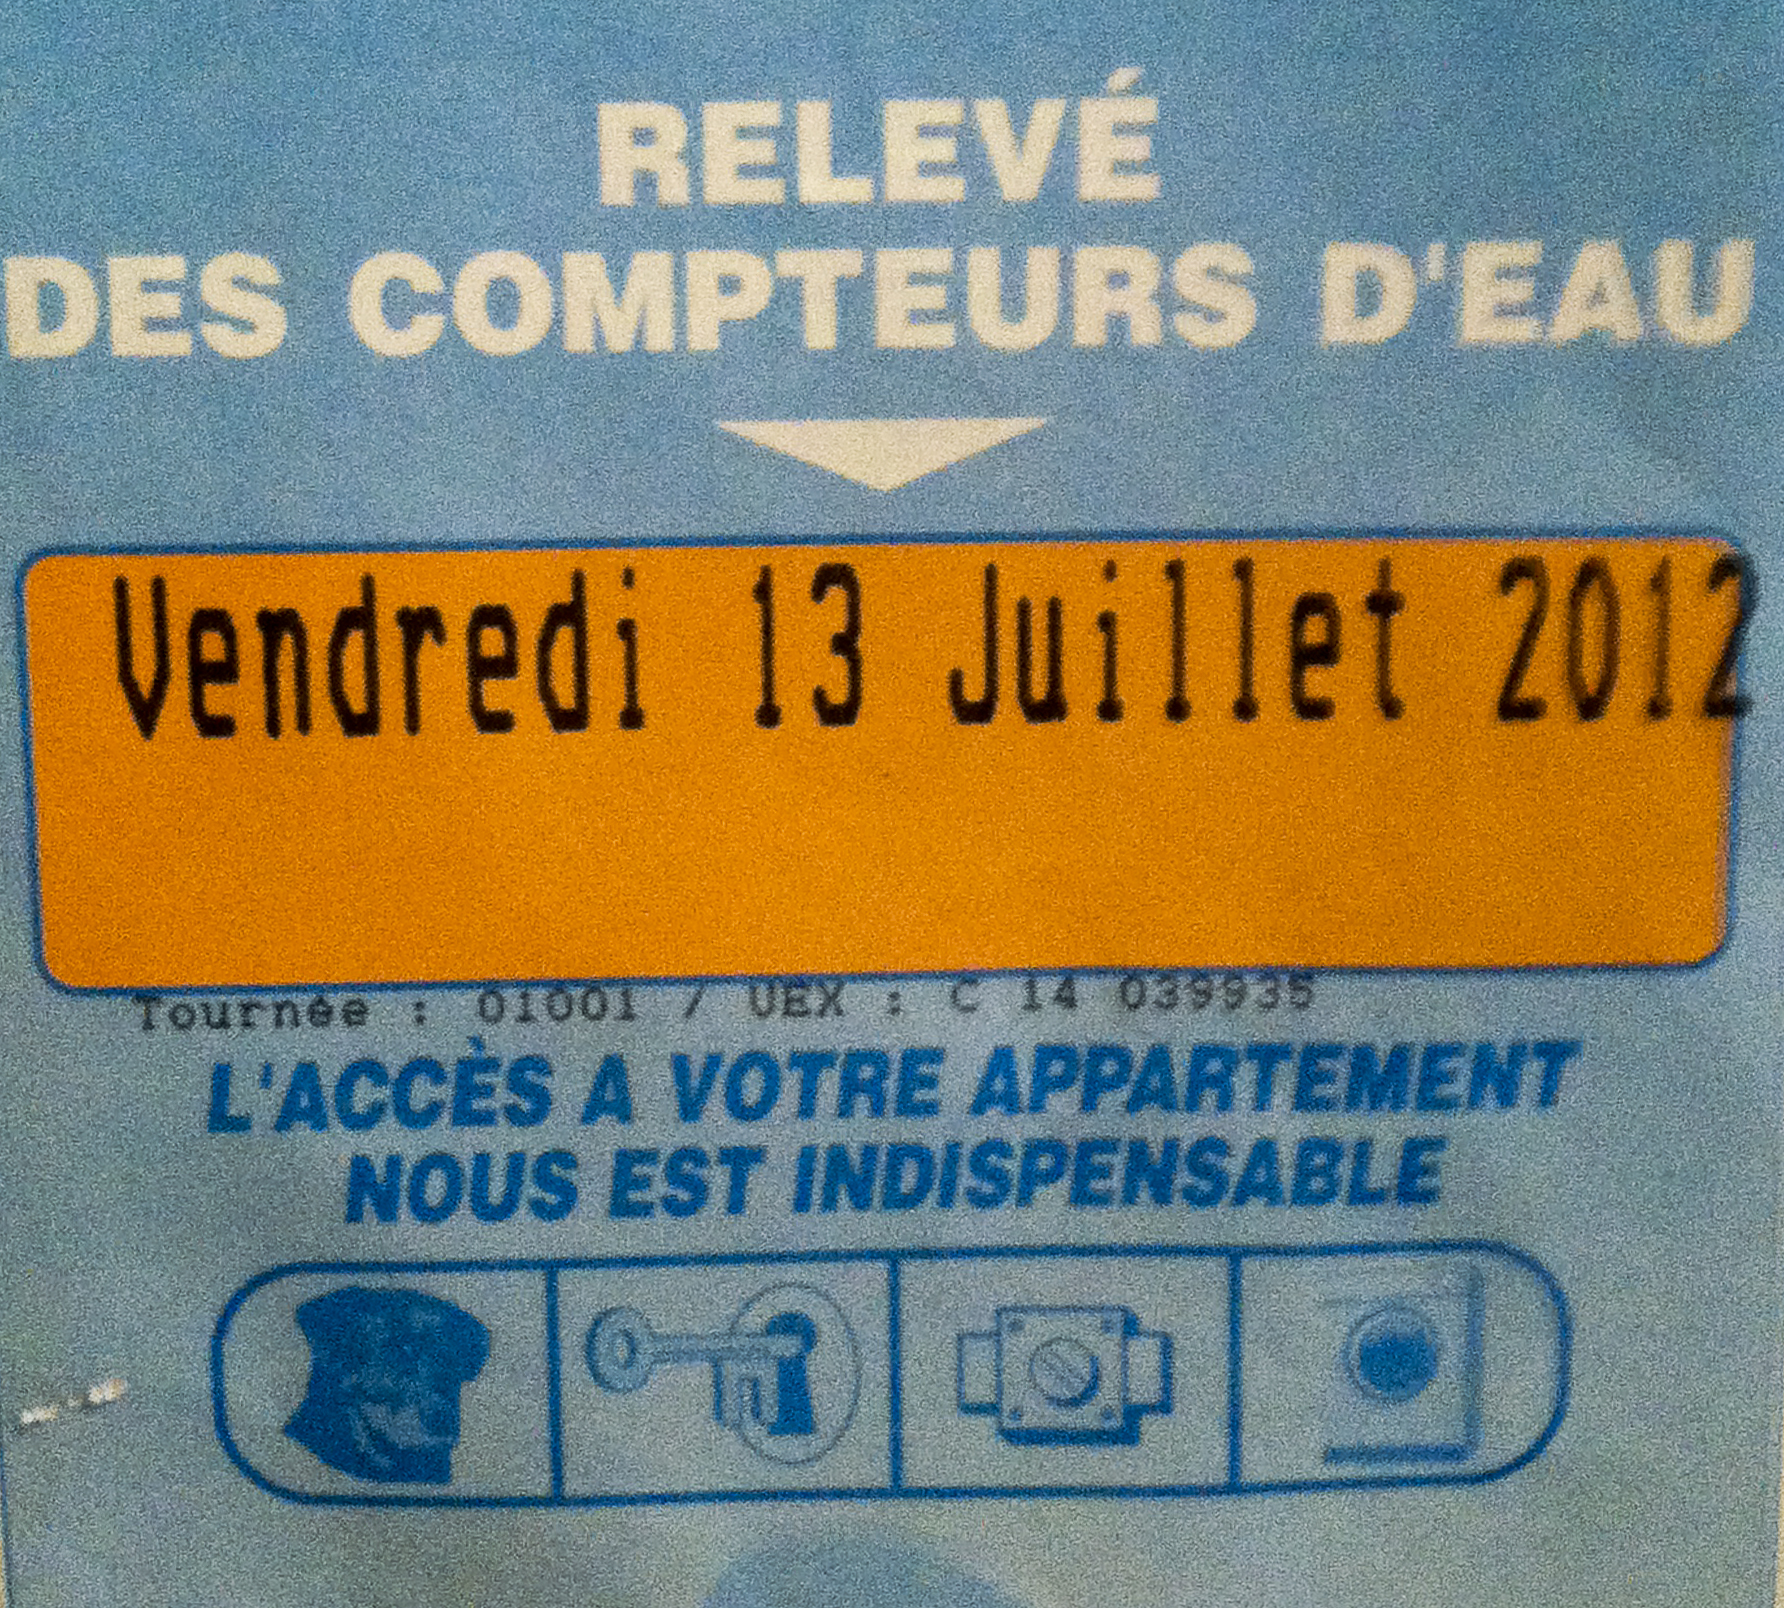 RELEVÉ
DES COMPTEURS D'EAU
Vendredi 13 Juillet 2012
Tournée : 01001 / UEX : C 14 039935
L'ACCÈS A VOTRE APPARTEMENT
NOUS EST INDISPENSABLE